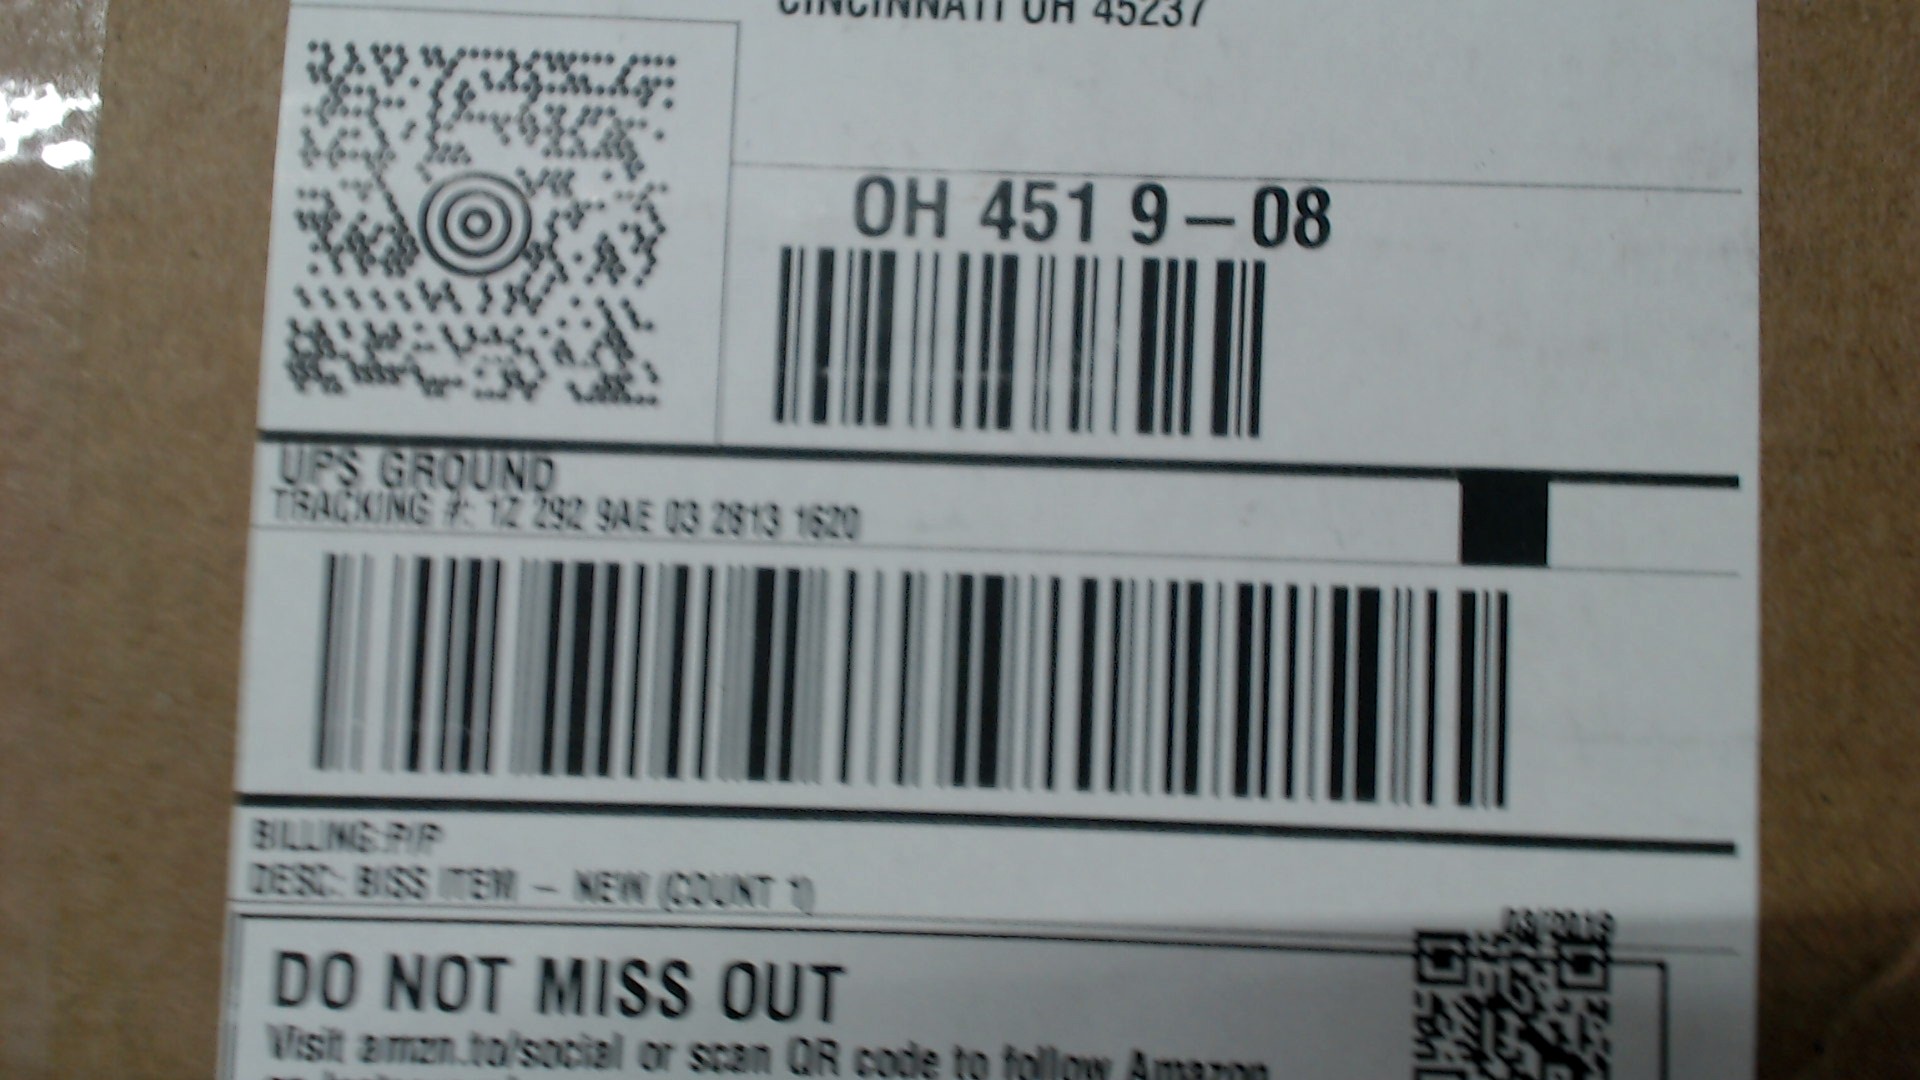 CINCINNATI OH 45237
OH 451 9-08
UPS GROUND
TRACKING #: 1Z 292 9AE 03 2813 1620
BILLING: P/P
DESC: BISS ITEM - NEW (COUNT 1)
03/2019
DO NOT MISS OUT
Visit amzn.to/social or scan QR code to follow Amazon